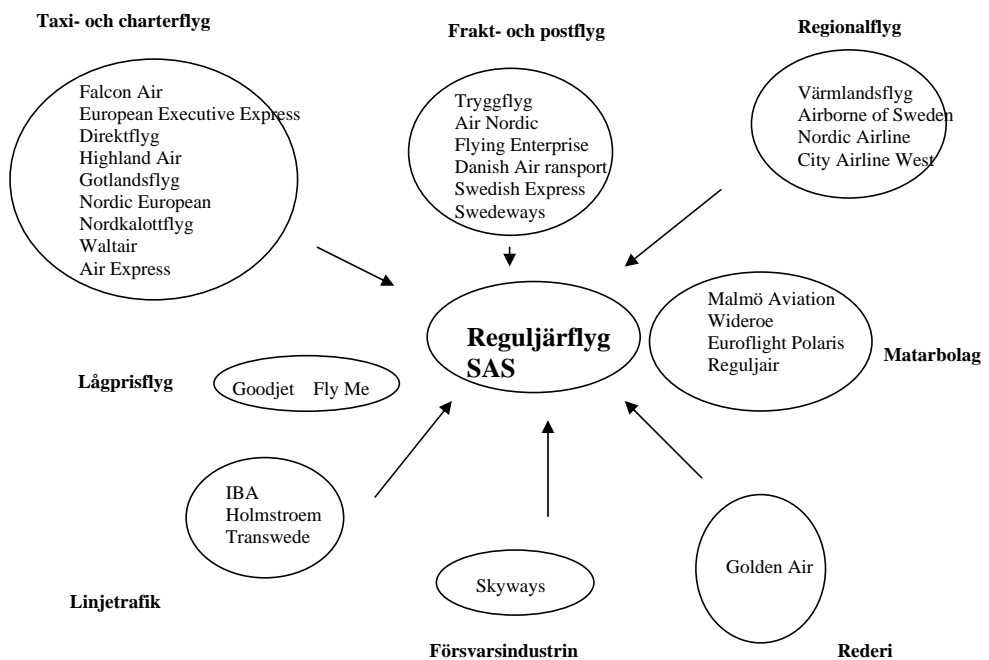 Taxi- och charterflyg
Falcon Air
European Executive Express
Direktflyg
Highland Air
Gotlandsflyg
Nordic European
Nordkalottflyg
Waltair
Air Express
Frakt- och postflyg
Tryggflyg
Air Nordic
Flying Enterprise
Danish Air ransport
Swedish Express
Swedeways
Regionalflyg
Värmlandsflyg
Airborne of Sweden
Nordic Airline
City Airline West
Reguljärflyg
SAS
Malmö Aviation
Wideroe
Euroflight Polaris
Reguljair
Matarbolag
Lågprisflyg
Goodjet Fly Me
IBA
Holmstroem
Transwede
Linjetrafik
Skyways
Försvarsindustrin
Golden Air
Rederi